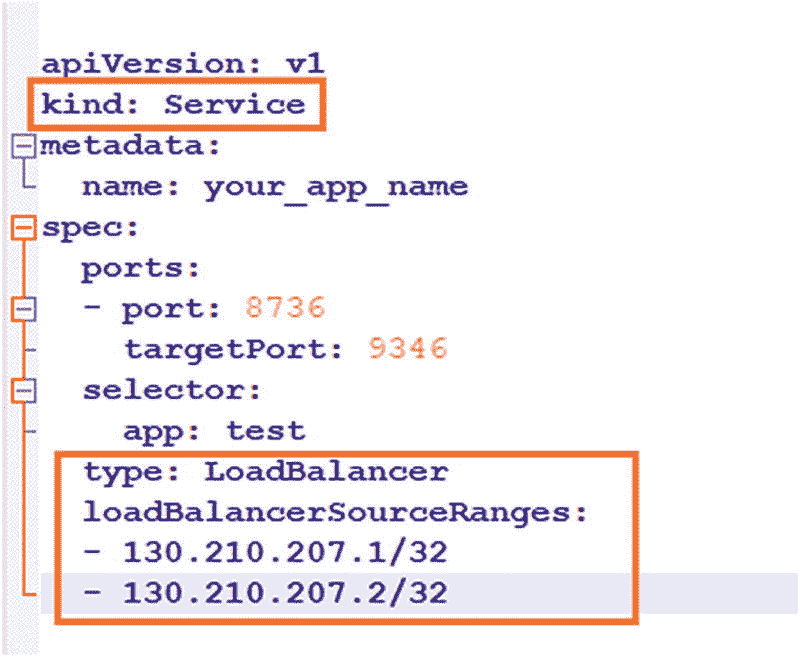 apiVersion: v1
kind: Service
metadata:
  name: your_app_name
spec:
  ports:
  - port: 8736
    targetPort: 9346
  selector:
    app: test
  type: LoadBalancer
  loadBalancerSourceRanges:
  - 130.210.207.1/32
  - 130.210.207.2/32